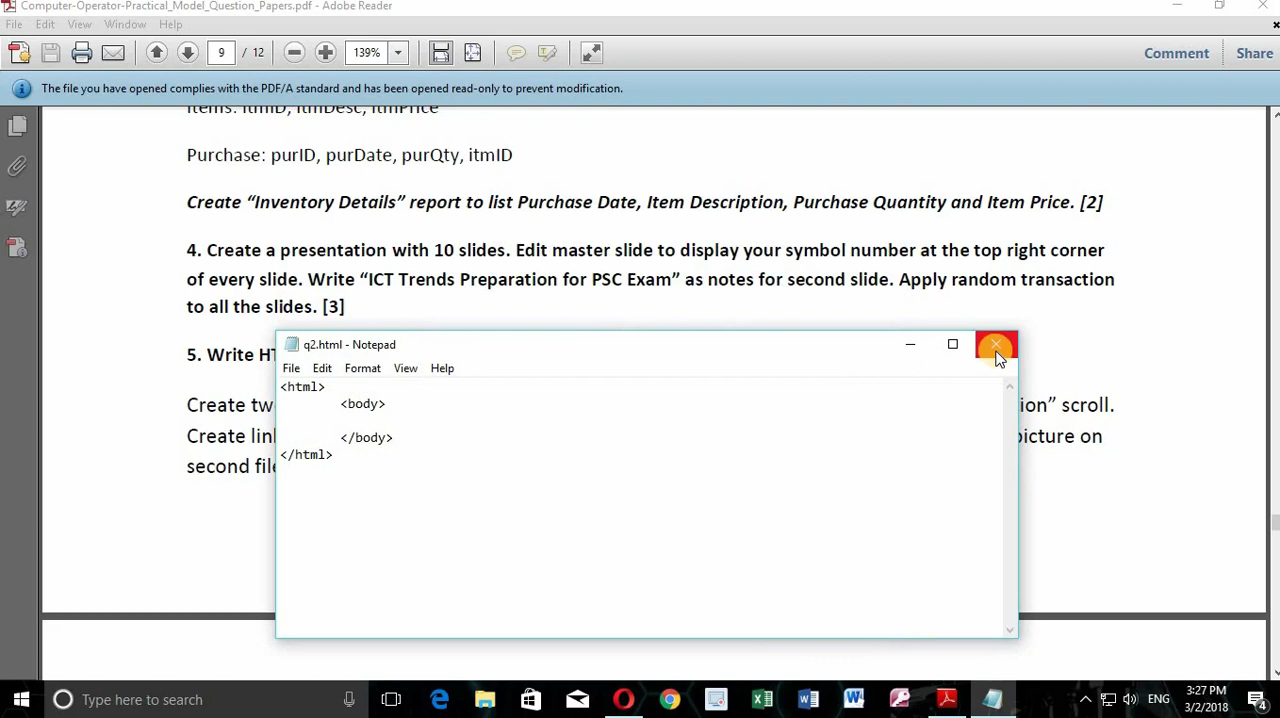 Computer-Operator-Practical_Model_Question_Papers.pdf - Adobe Reader
File Edit View Window Help
9 / 12 139% Comment Share
The file you have opened complies with the PDF/A standard and has been opened read-only to prevent modification.
Items: itmID, itmDesc, itmPrice
Purchase: purID, purDate, purQty, itmID
Create “Inventory Details” report to list Purchase Date, Item Description, Purchase Quantity and Item Price. [2]
4. Create a presentation with 10 slides. Edit master slide to display your symbol number at the top right corner
of every slide. Write “ICT Trends Preparation for PSC Exam” as notes for second slide. Apply random transaction
to all the slides. [3]
5. Write HT
Create tw ion” scroll.
Create lin picture on
second file
q2.html - Notepad
File Edit Format View Help
<html>
<body>
</body>
</html>
Type here to search
ENG
3:27 PM
3/2/2018
4